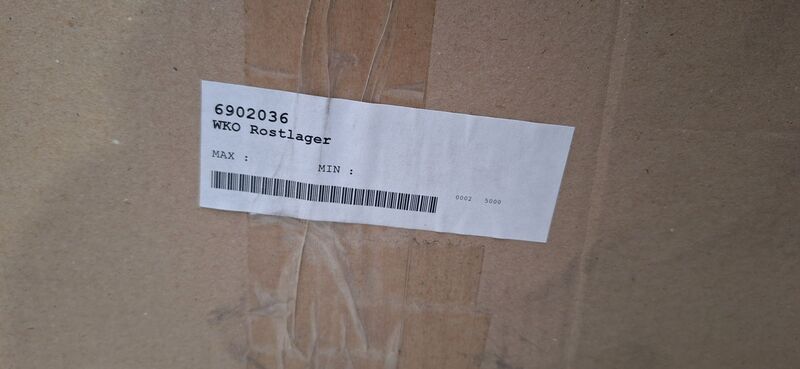 6902036
WKO Rostlager
MAX :
MIN :
0002 5000